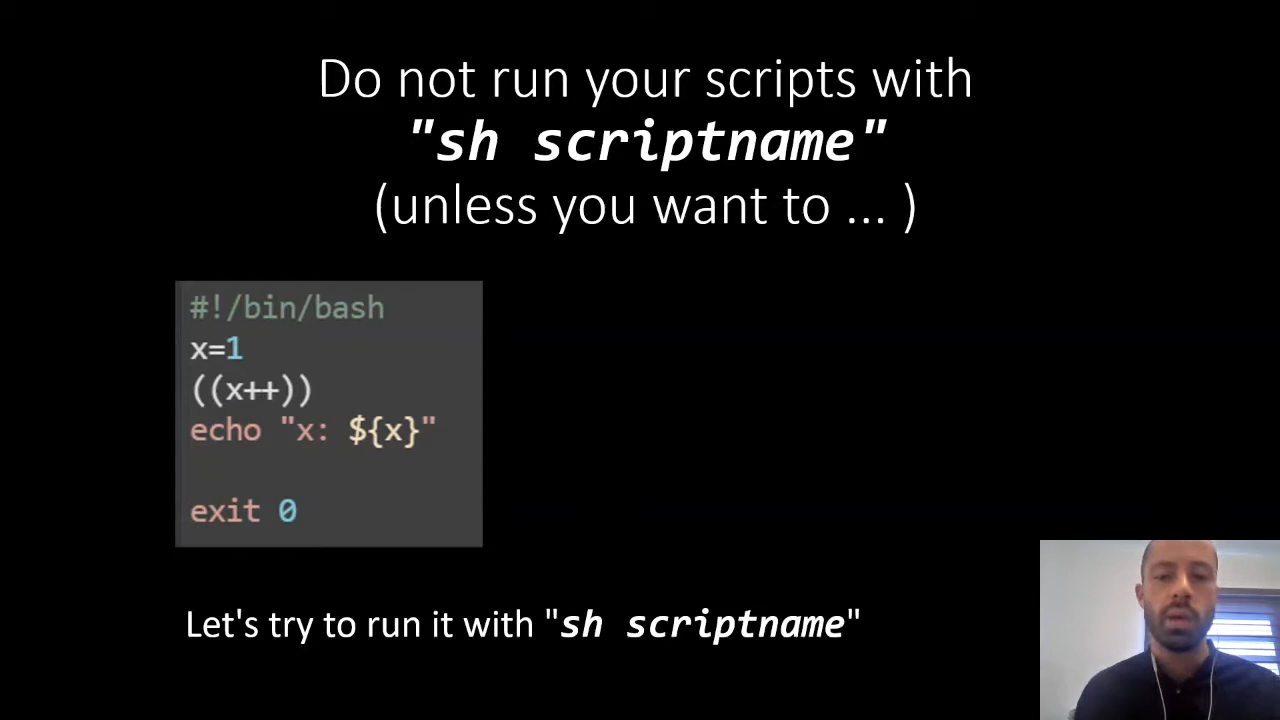 Do not run your scripts with
"sh scriptname"
(unless you want to ... )
#!/bin/bash
x=1
((x++))
echo "x: ${x}"
exit 0
Let's try to run it with "sh scriptname"